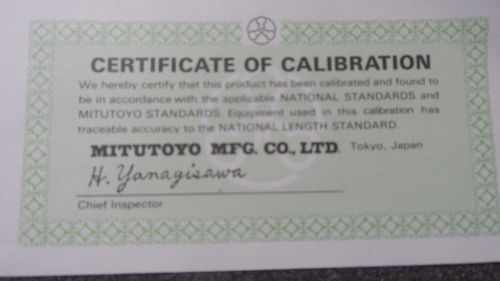 CERTIFICATE OF CALIBRATION
We hereby certify that this product has been calibrated and found to
be in accordance with the applicable NATIONAL STANDARDS and
MITUTOYO STANDARDS. Equipment used in this calibration has
traceable accuracy to the NATIONAL LENGTH STANDARD.
MITUTOYO MFG. CO., LTD. Tokyo, Japan
H. Yanagisawa
Chief Inspector